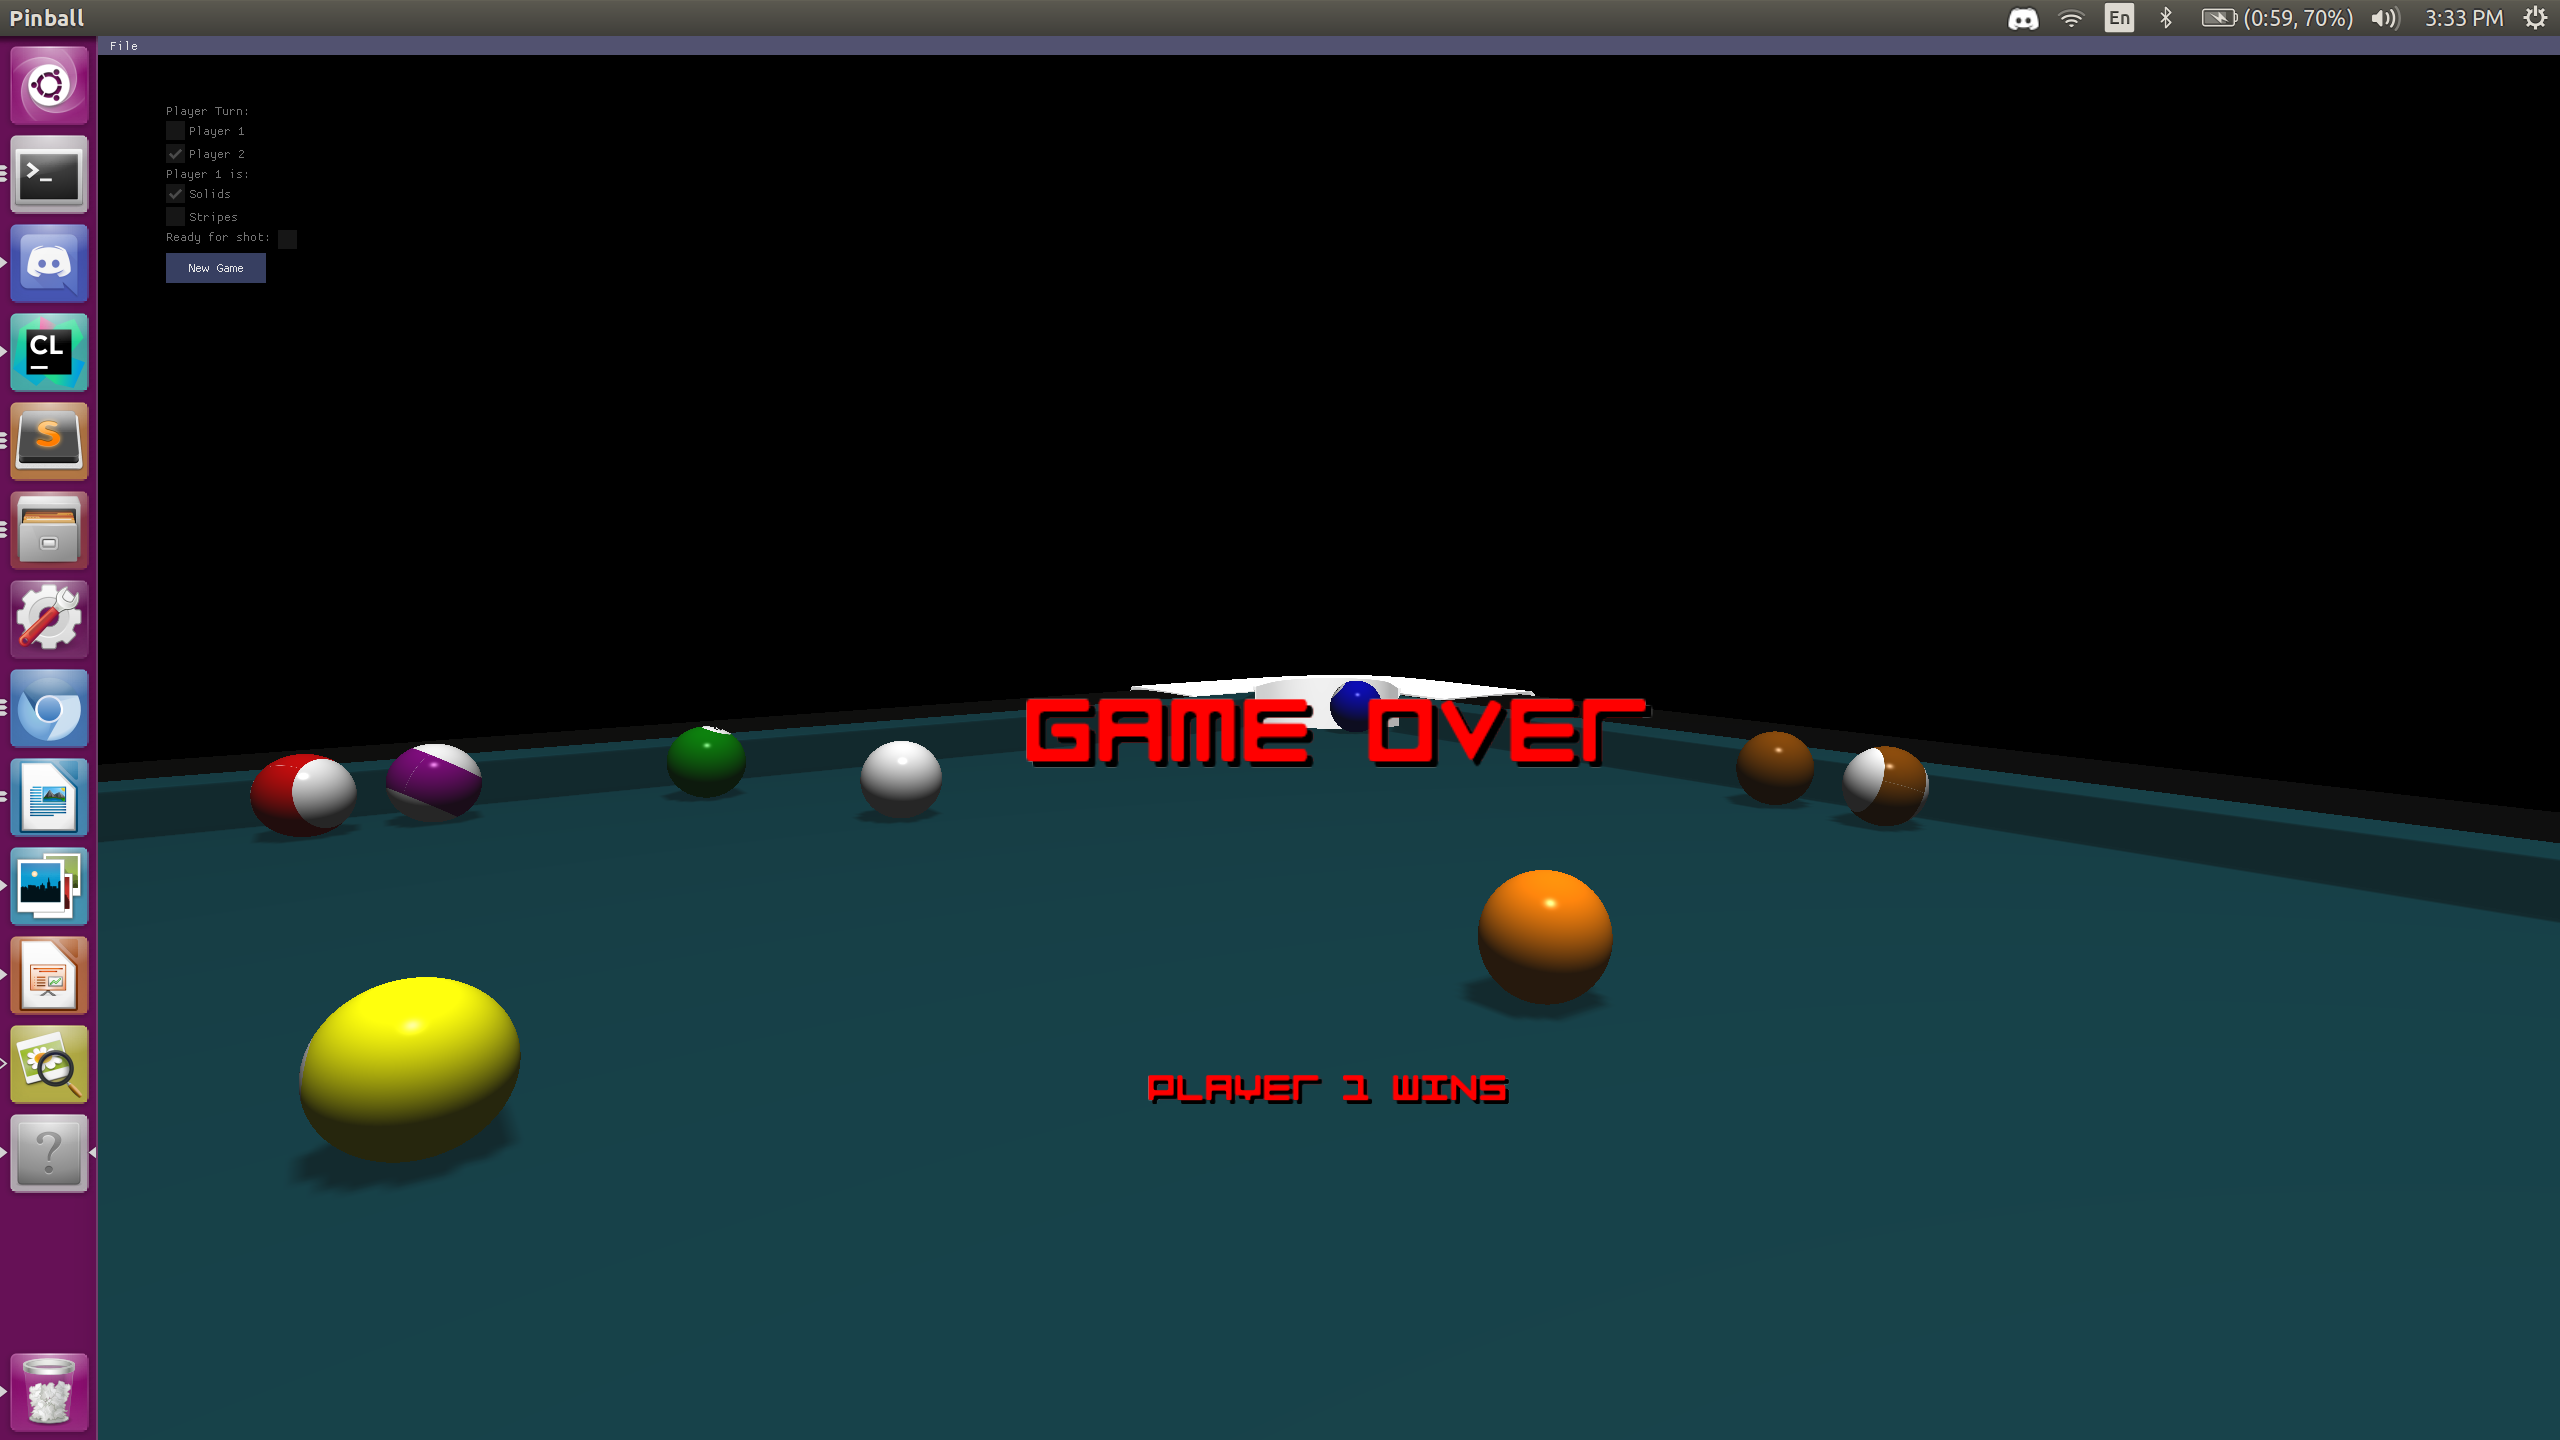 Pinball
En
(0:59, 70%)
3:33 PM
File
Player Turn:
Player 1
Player 2
Player 1 is:
Solids
Stripes
Ready for shot:
New Game
>_
CL
S
?
GAME OVER
PLAYER 1 WINS